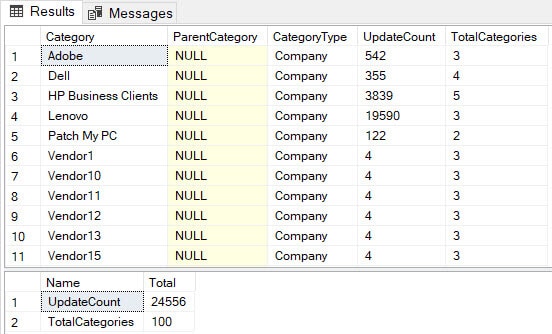 Results Messages
Category ParentCategory CategoryType UpdateCount TotalCategories
1 Adobe NULL Company 542 3
2 Dell NULL Company 355 4
3 HP Business Clients NULL Company 3839 5
4 Lenovo NULL Company 19590 3
5 Patch My PC NULL Company 122 2
6 Vendor1 NULL Company 4 3
7 Vendor10 NULL Company 4 3
8 Vendor11 NULL Company 4 3
9 Vendor12 NULL Company 4 3
10 Vendor13 NULL Company 4 3
11 Vendor15 NULL Company 4 3
Name Total
1 UpdateCount 24556
2 TotalCategories 100